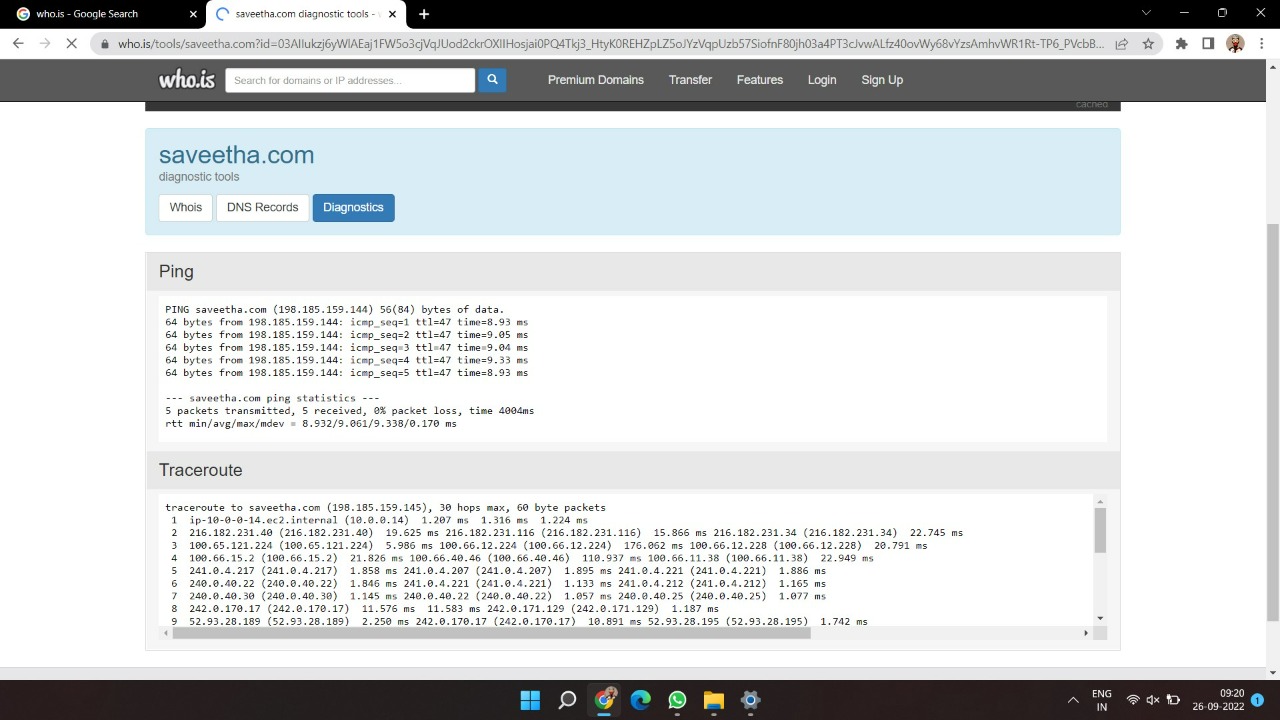 who.is - Google Search
saveetha.com diagnostic tools -
who.is
Search for domains or IP addresses...
Premium Domains
Transfer
Features
Login
Sign Up
cached
saveetha.com
diagnostic tools
Whois
DNS Records
Diagnostics
Ping
PING saveetha.com (198.185.159.144) 56(84) bytes of data.
64 bytes from 198.185.159.144: icmp_seq=1 ttl=47 time=8.93 ms
64 bytes from 198.185.159.144: icmp_seq=2 ttl=47 time=9.05 ms
64 bytes from 198.185.159.144: icmp_seq=3 ttl=47 time=9.04 ms
64 bytes from 198.185.159.144: icmp_seq=4 ttl=47 time=9.33 ms
64 bytes from 198.185.159.144: icmp_seq=5 ttl=47 time=8.93 ms
--- saveetha.com ping statistics ---
5 packets transmitted, 5 received, 0% packet loss, time 4004ms
rtt min/avg/max/mdev = 8.932/9.061/9.338/0.170 ms
Traceroute
traceroute to saveetha.com (198.185.159.145), 30 hops max, 60 byte packets
1 ip-10-0-0-14.ec2.internal (10.0.0.14) 1.207 ms 1.316 ms 1.224 ms
2 216.182.231.40 (216.182.231.40) 19.625 ms 216.182.231.116 (216.182.231.116) 15.866 ms 216.182.231.34 (216.182.231.34) 22.745 ms
3 100.65.121.224 (100.65.121.224) 5.986 ms 100.66.12.224 (100.66.12.224) 176.062 ms 100.66.12.228 (100.66.12.228) 20.791 ms
4 100.66.15.2 (100.66.15.2) 21.826 ms 100.66.40.46 (100.66.40.46) 110.937 ms 100.66.11.38 (100.66.11.38) 22.949 ms
5 241.0.4.217 (241.0.4.217) 1.858 ms 241.0.4.207 (241.0.4.207) 1.895 ms 241.0.4.221 (241.0.4.221) 1.886 ms
6 240.0.40.22 (240.0.40.22) 1.846 ms 241.0.4.221 (241.0.4.221) 1.133 ms 241.0.4.212 (241.0.4.212) 1.165 ms
7 240.0.40.30 (240.0.40.30) 1.145 ms 240.0.40.22 (240.0.40.22) 1.057 ms 240.0.40.25 (240.0.40.25) 1.077 ms
8 242.0.170.17 (242.0.170.17) 11.576 ms 11.583 ms 242.0.171.129 (242.0.171.129) 1.187 ms
9 52.93.28.189 (52.93.28.189) 2.250 ms 242.0.170.17 (242.0.170.17) 10.891 ms 52.93.28.195 (52.93.28.195) 1.742 ms
ENG
IN
09:20
26-09-2022
1